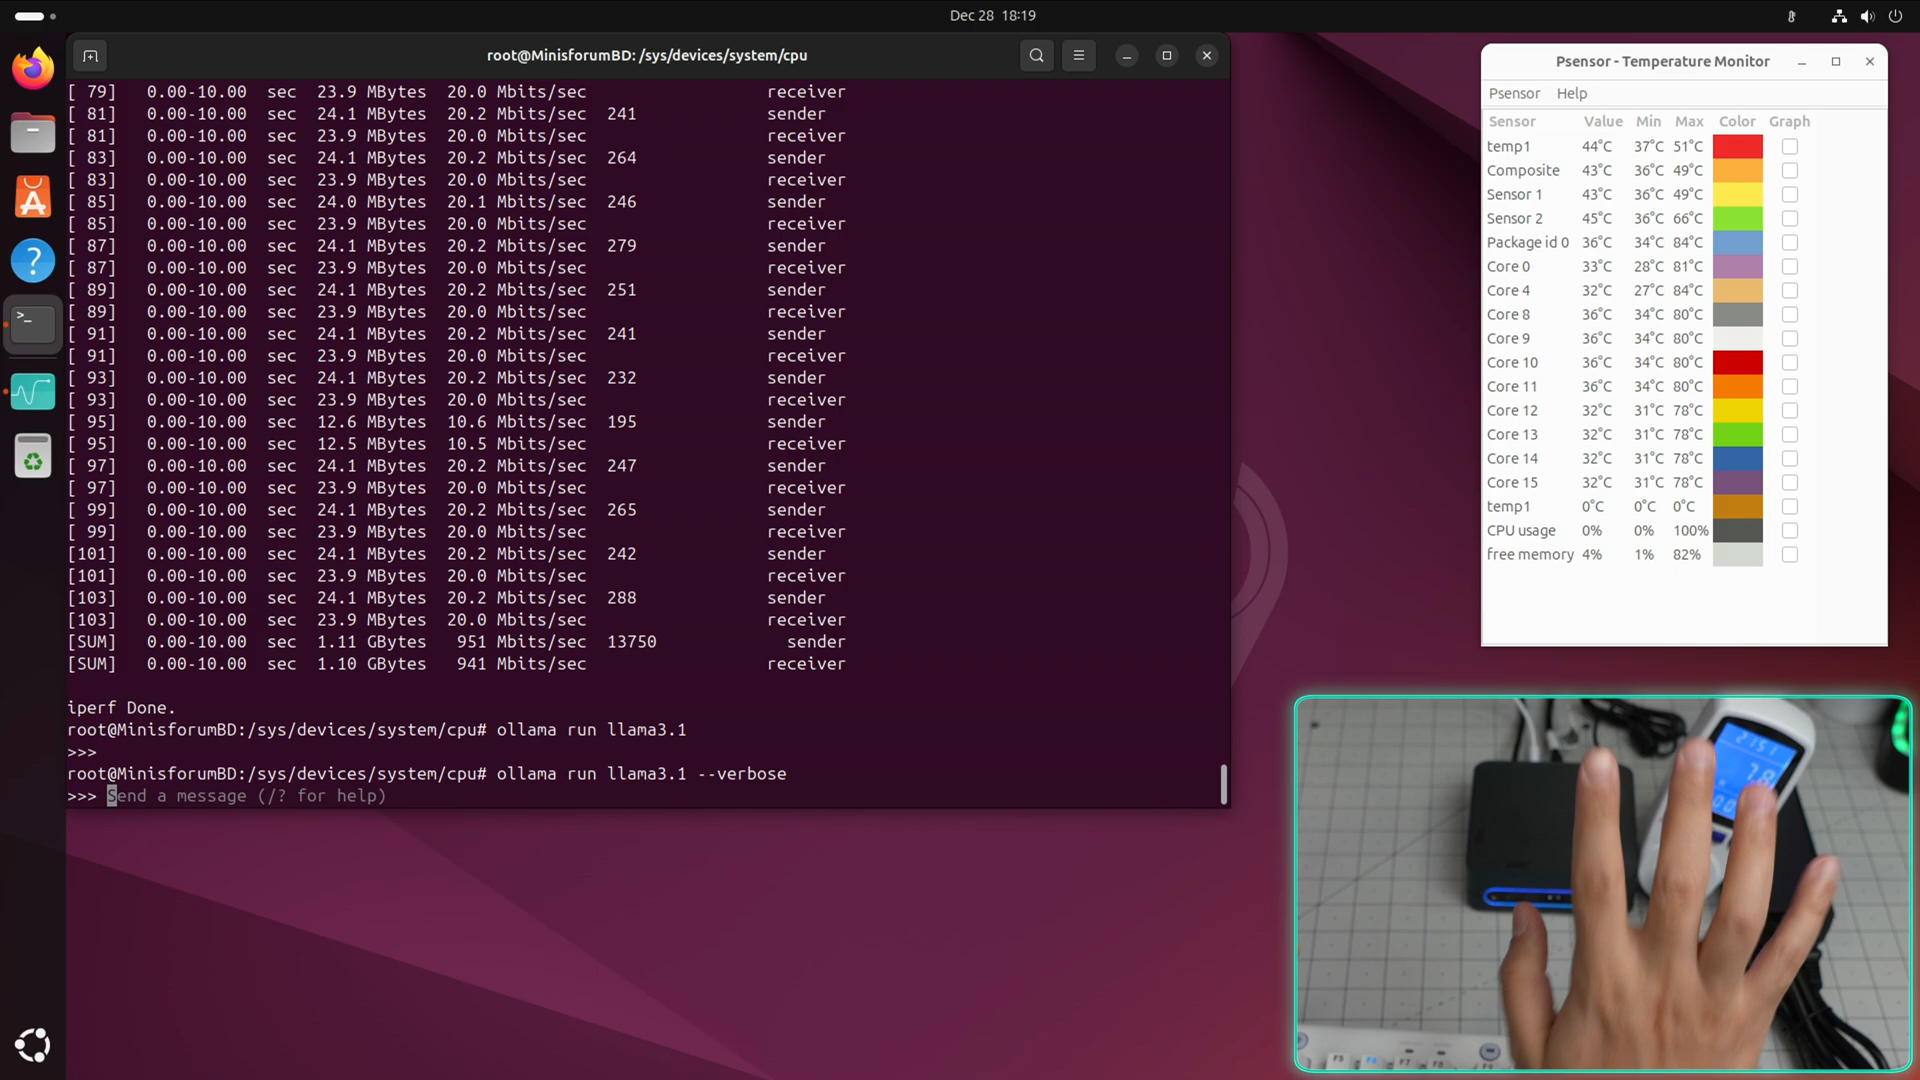 Dec 28 18:19
root@MinisforumBD: /sys/devices/system/cpu
[ 79] 0.00-10.00 sec 23.9 MBytes 20.0 Mbits/sec receiver
[ 81] 0.00-10.00 sec 24.1 MBytes 20.2 Mbits/sec 241 sender
[ 81] 0.00-10.00 sec 23.9 MBytes 20.0 Mbits/sec receiver
[ 83] 0.00-10.00 sec 24.1 MBytes 20.2 Mbits/sec 264 sender
[ 83] 0.00-10.00 sec 23.9 MBytes 20.0 Mbits/sec receiver
[ 85] 0.00-10.00 sec 24.0 MBytes 20.1 Mbits/sec 246 sender
[ 85] 0.00-10.00 sec 23.9 MBytes 20.0 Mbits/sec receiver
[ 87] 0.00-10.00 sec 24.1 MBytes 20.2 Mbits/sec 279 sender
[ 87] 0.00-10.00 sec 23.9 MBytes 20.0 Mbits/sec receiver
[ 89] 0.00-10.00 sec 24.1 MBytes 20.2 Mbits/sec 251 sender
[ 89] 0.00-10.00 sec 23.9 MBytes 20.0 Mbits/sec receiver
[ 91] 0.00-10.00 sec 24.1 MBytes 20.2 Mbits/sec 241 sender
[ 91] 0.00-10.00 sec 23.9 MBytes 20.0 Mbits/sec receiver
[ 93] 0.00-10.00 sec 24.1 MBytes 20.2 Mbits/sec 232 sender
[ 93] 0.00-10.00 sec 23.9 MBytes 20.0 Mbits/sec receiver
[ 95] 0.00-10.00 sec 12.6 MBytes 10.6 Mbits/sec 195 sender
[ 95] 0.00-10.00 sec 12.5 MBytes 10.5 Mbits/sec receiver
[ 97] 0.00-10.00 sec 24.1 MBytes 20.2 Mbits/sec 247 sender
[ 97] 0.00-10.00 sec 23.9 MBytes 20.0 Mbits/sec receiver
[ 99] 0.00-10.00 sec 24.1 MBytes 20.2 Mbits/sec 265 sender
[ 99] 0.00-10.00 sec 23.9 MBytes 20.0 Mbits/sec receiver
[101] 0.00-10.00 sec 24.1 MBytes 20.2 Mbits/sec 242 sender
[101] 0.00-10.00 sec 23.9 MBytes 20.0 Mbits/sec receiver
[103] 0.00-10.00 sec 24.1 MBytes 20.2 Mbits/sec 288 sender
[103] 0.00-10.00 sec 23.9 MBytes 20.0 Mbits/sec receiver
[SUM] 0.00-10.00 sec 1.11 GBytes 951 Mbits/sec 13750 sender
[SUM] 0.00-10.00 sec 1.10 GBytes 941 Mbits/sec receiver
iperf Done.
root@MinisforumBD:/sys/devices/system/cpu# ollama run llama3.1
>>>
root@MinisforumBD:/sys/devices/system/cpu# ollama run llama3.1 --verbose
>>> Send a message (/? for help)
Psensor - Temperature Monitor
Psensor Help
Sensor Value Min Max Color Graph
temp1 44°C 37°C 51°C
Composite 43°C 36°C 49°C
Sensor 1 43°C 36°C 49°C
Sensor 2 45°C 36°C 66°C
Package id 0 36°C 34°C 84°C
Core 0 33°C 28°C 81°C
Core 4 32°C 27°C 84°C
Core 8 36°C 34°C 80°C
Core 9 36°C 34°C 80°C
Core 10 36°C 34°C 80°C
Core 11 36°C 34°C 80°C
Core 12 32°C 31°C 78°C
Core 13 32°C 31°C 78°C
Core 14 32°C 31°C 78°C
Core 15 32°C 31°C 78°C
temp1 0°C 0°C 0°C
CPU usage 0% 0% 100%
free memory 4% 1% 82%
F5 F6 F7 F8